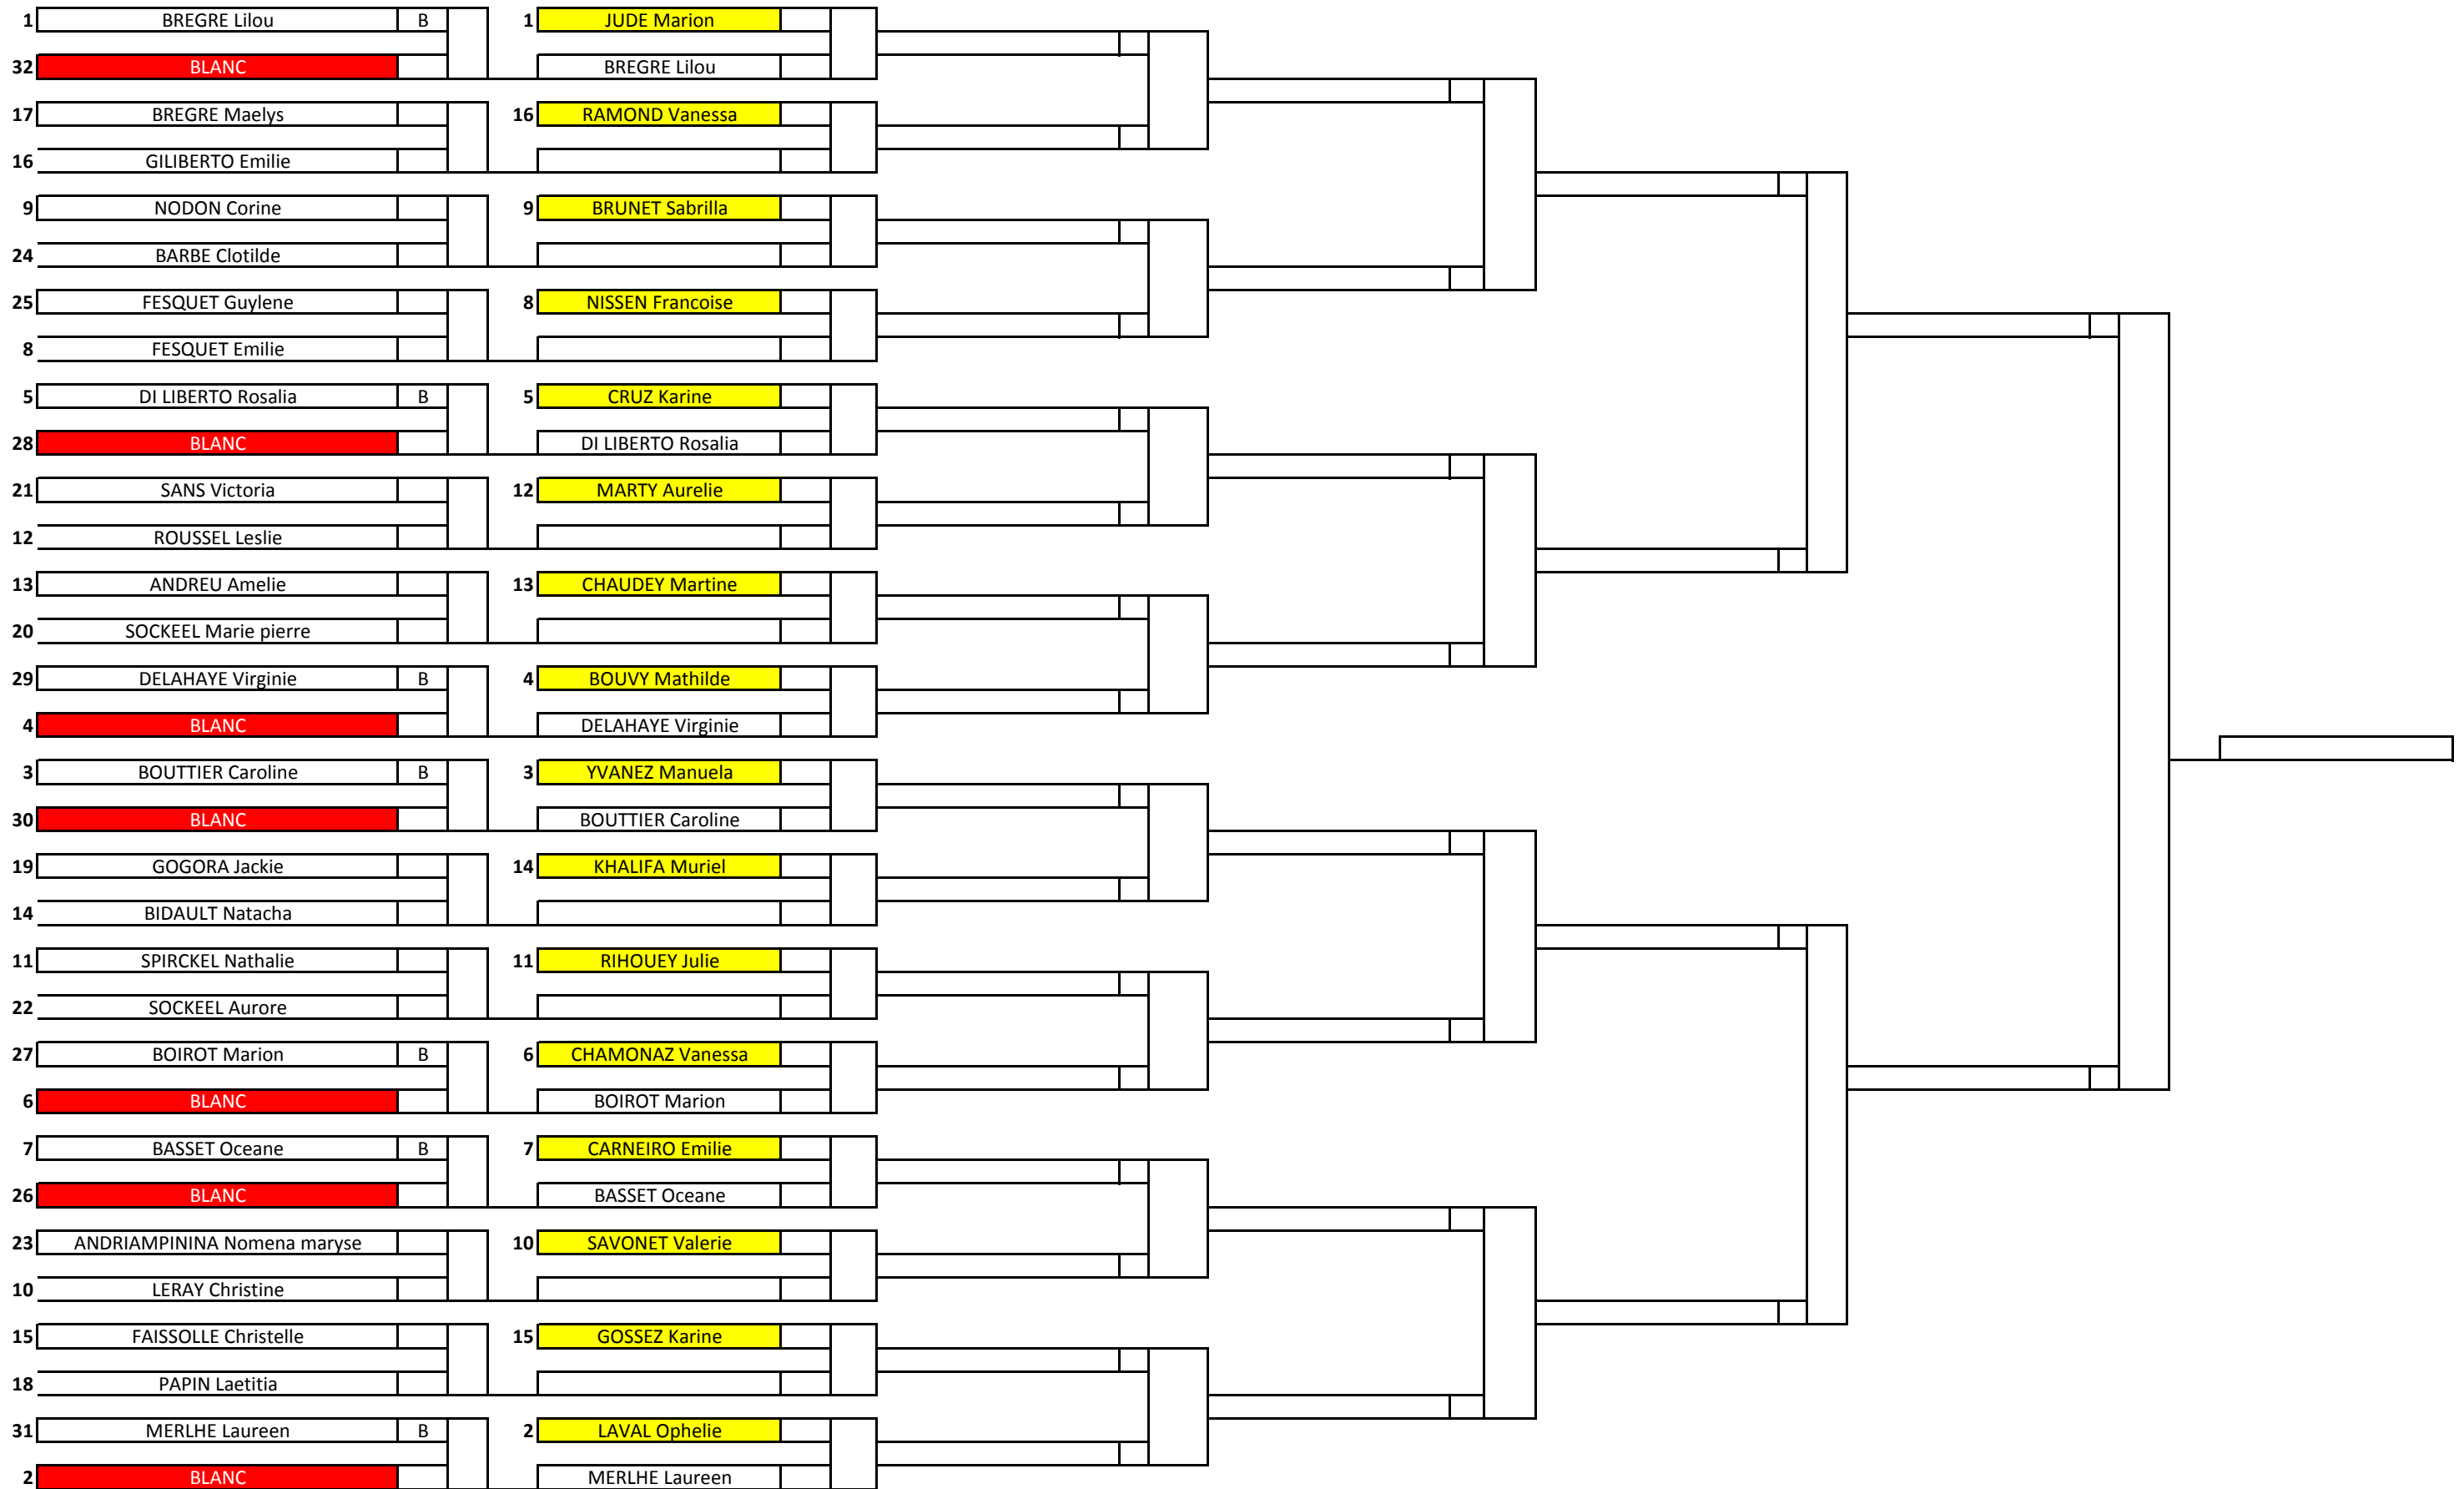 1 BREGRE Lilou B 1 JUDE Marion
32 BLANC BREGRE Lilou
17 BREGRE Maelys 16 RAMOND Vanessa
16 GILIBERTO Emilie
9 NODON Corine 9 BRUNET Sabrilla
24 BARBE Clotilde
25 FESQUET Guylene 8 NISSEN Francoise
8 FESQUET Emilie
5 DI LIBERTO Rosalia B 5 CRUZ Karine
28 BLANC DI LIBERTO Rosalia
21 SANS Victoria 12 MARTY Aurelie
12 ROUSSEL Leslie
13 ANDREU Amelie 13 CHAUDEY Martine
20 SOCKEEL Marie pierre
29 DELAHAYE Virginie B 4 BOUVY Mathilde
4 BLANC DELAHAYE Virginie
3 BOUTTIER Caroline B 3 YVANEZ Manuela
30 BLANC BOUTTIER Caroline
19 GOGORA Jackie 14 KHALIFA Muriel
14 BIDAULT Natacha
11 SPIRCKEL Nathalie 11 RIHOUEY Julie
22 SOCKEEL Aurore
27 BOIROT Marion B 6 CHAMONAZ Vanessa
6 BLANC BOIROT Marion
7 BASSET Oceane B 7 CARNEIRO Emilie
26 BLANC BASSET Oceane
23 ANDRIAMPININA Nomena maryse 10 SAVONET Valerie
10 LERAY Christine
15 FAISSOLLE Christelle 15 GOSSEZ Karine
18 PAPIN Laetitia
31 MERLHE Laureen B 2 LAVAL Ophelie
2 BLANC MERLHE Laureen